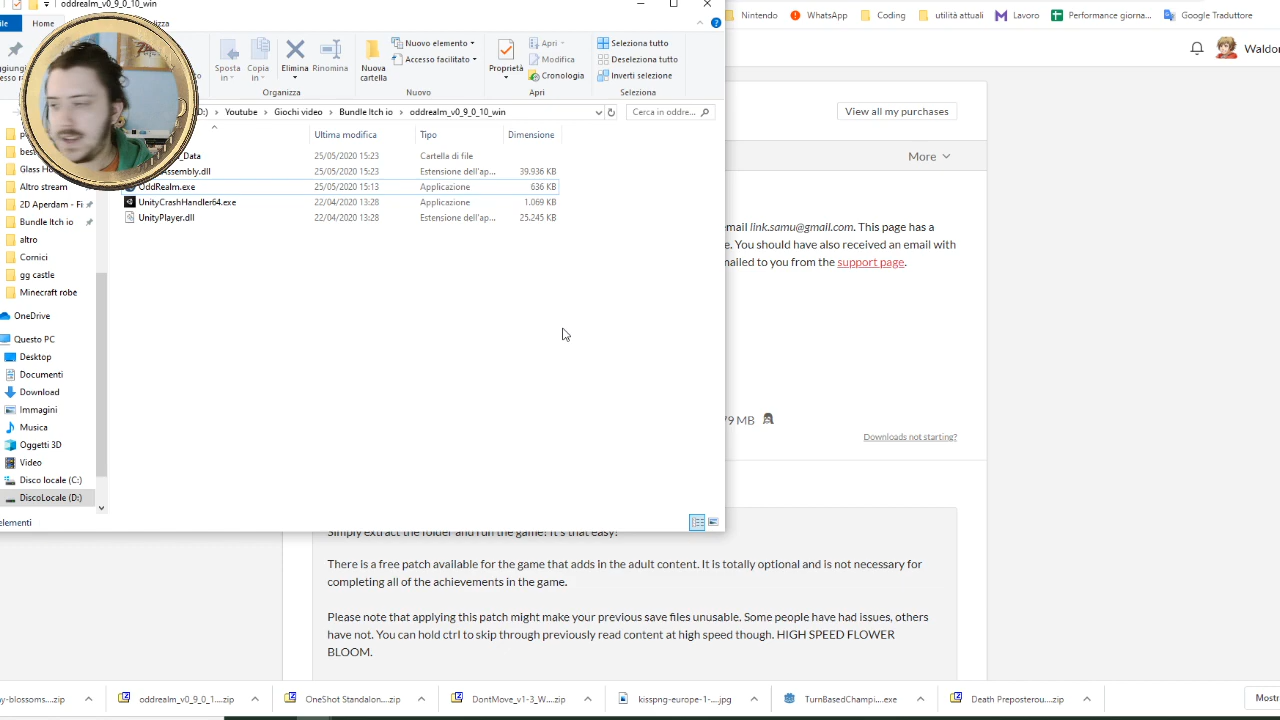 oddrealm_v0_9_0_10_win
Nintendo WhatsApp Coding utilità attuali Lavoro Performance giorna... Google Traduttore
File Home
Sposta in Copia in Elimina Rinomina Nuova cartella Nuovo elemento Accesso facilitato Proprietà Apri Modifica Cronologia Seleziona tutto Deseleziona tutto Inverti selezione
Organizza Nuovo Apri Selezione
Youtube > Giochi video > Bundle Itch io > oddrealm_v0_9_0_10_win Cerca in oddre...
Ultima modifica Tipo Dimensione
_Data 25/05/2020 15:23 Cartella di file
Assembly.dll 25/05/2020 15:23 Estensione dell'ap... 39.936 KB
OddRealm.exe 25/05/2020 15:13 Applicazione 636 KB
UnityCrashHandler64.exe 22/04/2020 13:28 Applicazione 1.069 KB
UnityPlayer.dll 22/04/2020 13:28 Estensione dell'ap... 25.245 KB
Altro stream
2D Aperdam - Fi
Bundle Itch io
altro
Cornici
gg castle
Minecraft robe
OneDrive
Questo PC
Desktop
Documenti
Download
Immagini
Musica
Oggetti 3D
Video
Disco locale (C:)
DiscoLocale (D:)
elementi
View all my purchases
More
email link.samu@gmail.com. This page has a
e. You should have also received an email with
mailed to you from the support page.
79 MB
Downloads not starting?
Simply extract the folder and run the game! It's that easy!
There is a free patch available for the game that adds in the adult content. It is totally optional and is not necessary for
completing all of the achievements in the game.
Please note that applying this patch might make your previous save files unusable. Some people have had issues, others
have not. You can hold ctrl to skip through previously read content at high speed though. HIGH SPEED FLOWER
BLOOM.
y-blossoms....zip oddrealm_v0_9_0_1....zip OneShot Standalon....zip DontMove_v1-3_W....zip kisspng-europe-1-....jpg TurnBasedChampi....exe Death Preposterou....zip